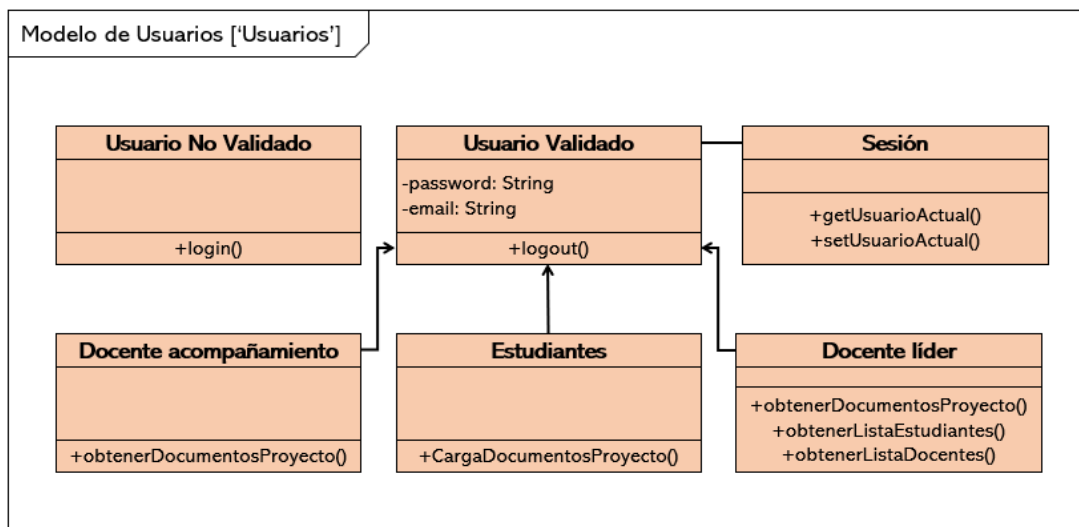 Modelo de Usuarios [‘Usuarios’]
Usuario No Validado
+login()
Usuario Validado
-password: String
-email: String
+logout()
Sesión
+getUsuarioActual()
+setUsuarioActual()
Docente acompañamiento
+obtenerDocumentosProyecto()
Estudiantes
+CargaDocumentosProyecto()
Docente líder
+obtenerDocumentosProyecto()
+obtenerListaEstudiantes()
+obtenerListaDocentes()